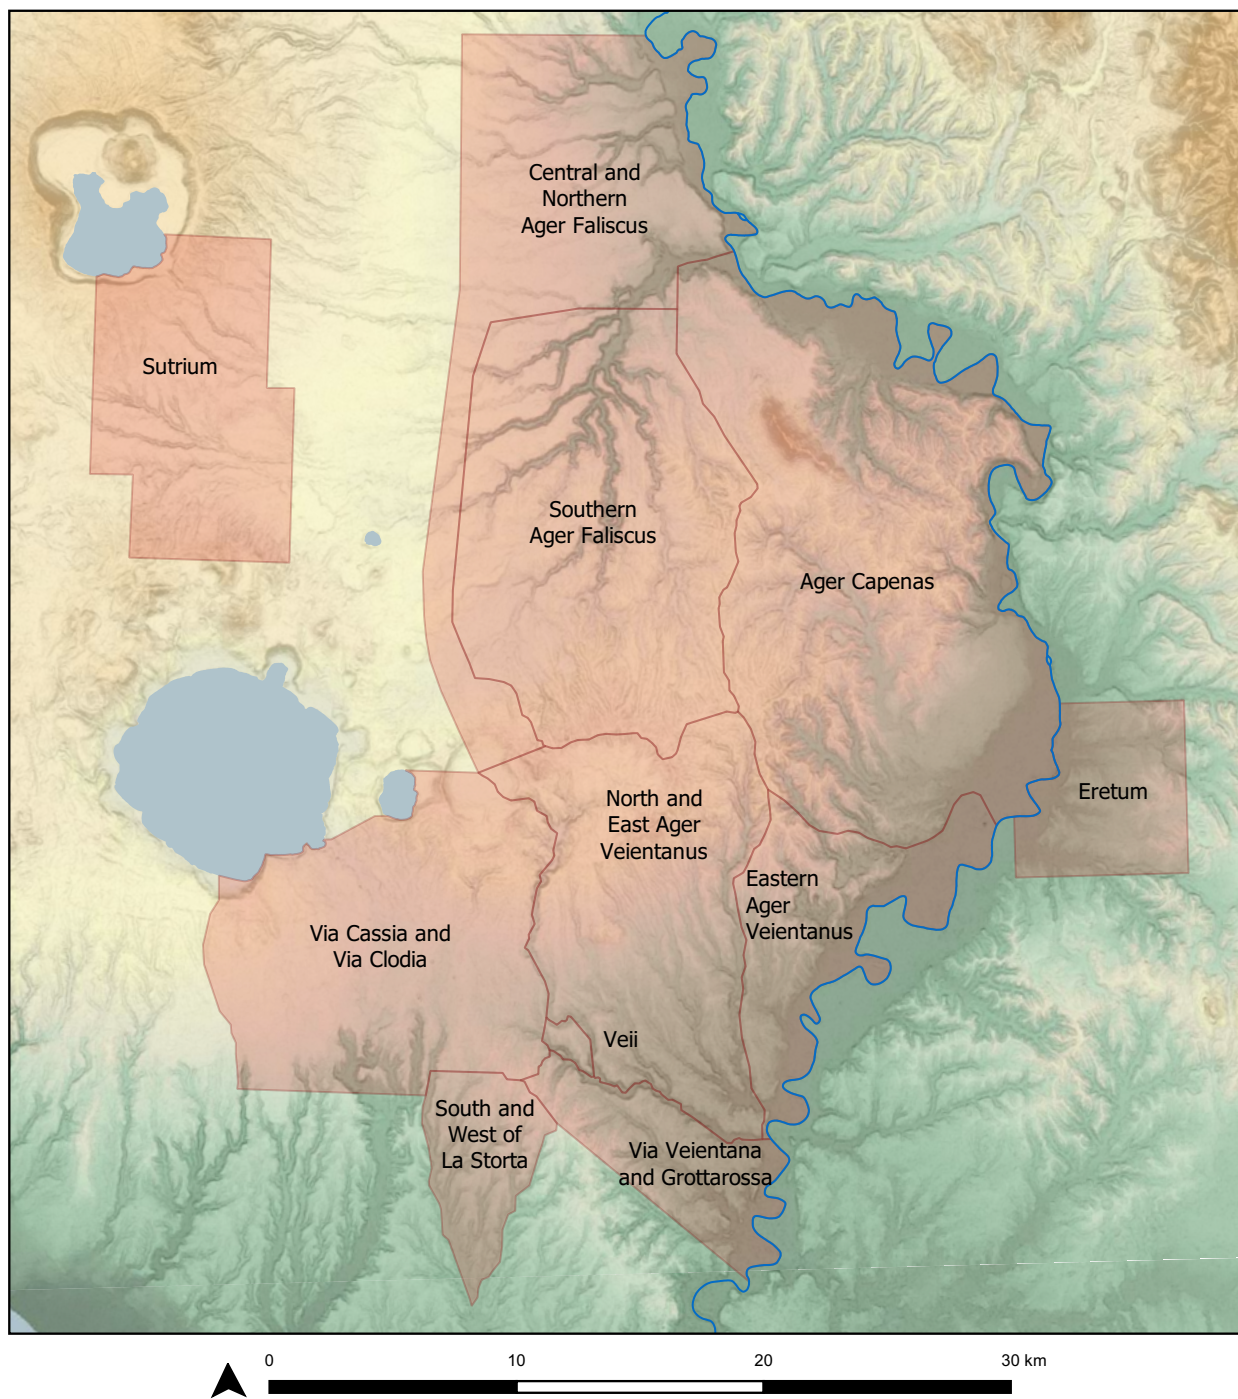 Central and
Northern
Ager Faliscus
Sutrium
Southern
Ager Faliscus
Ager Capenas
North and
East Ager
Veientanus
Eretum
Eastern
Ager
Veientanus
Via Cassia and
Via Clodia
Veii
South and
West of
La Storta
Via Veientana
and Grottarossa
0 10 20 30 km